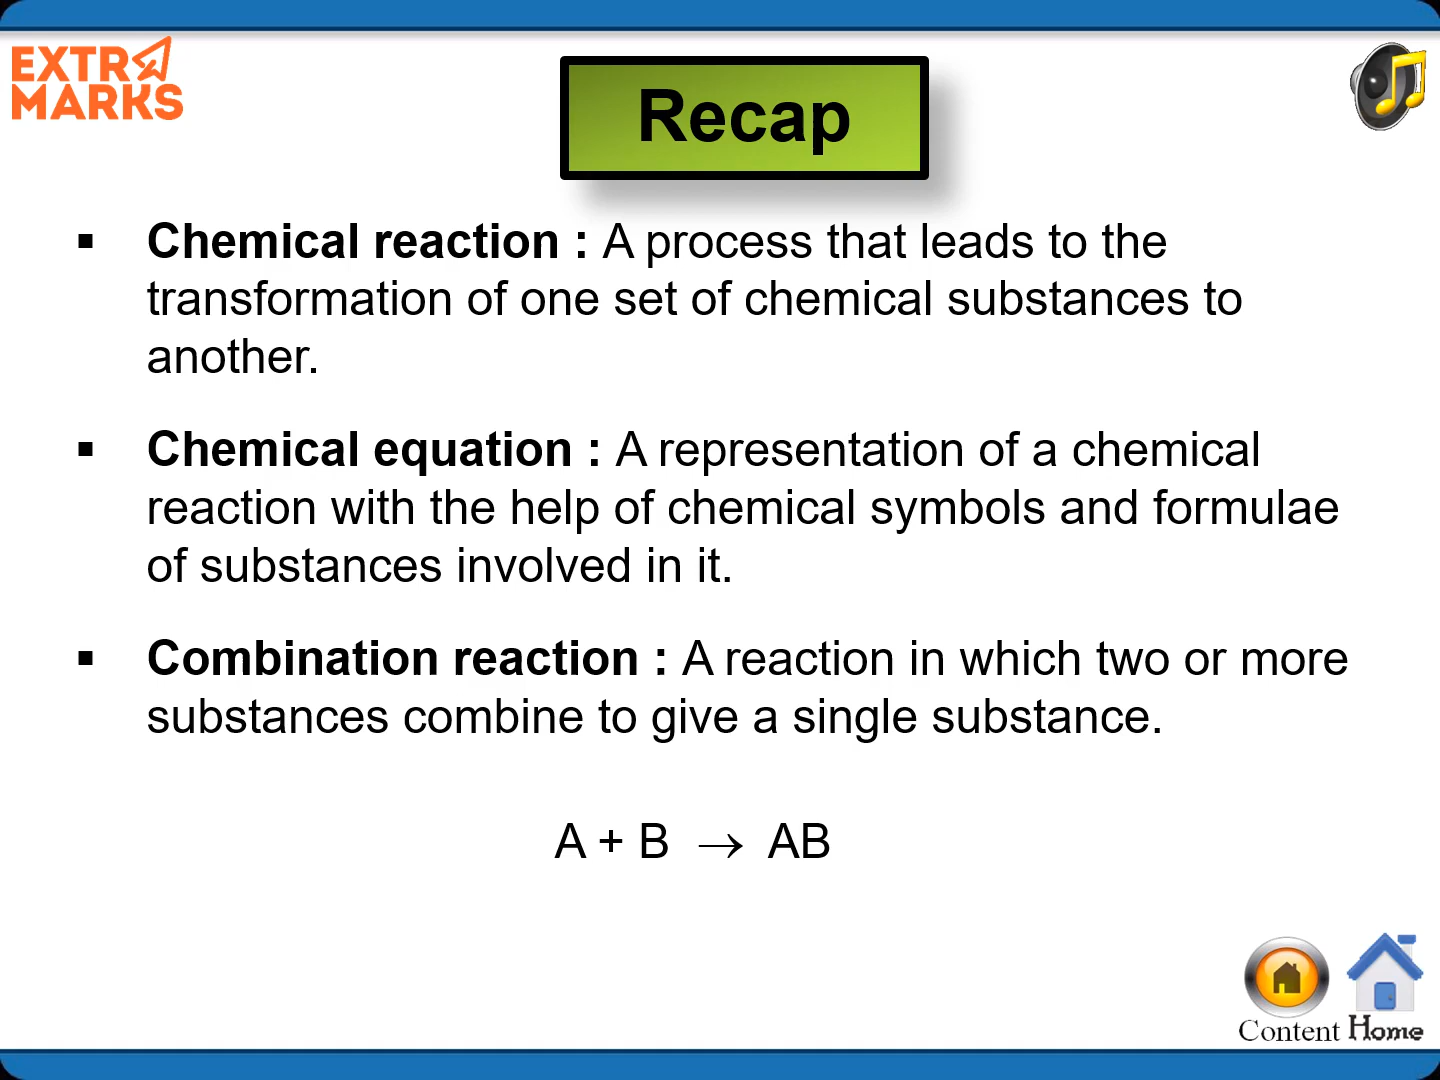 EXTRA
MARKS
Recap
▪ Chemical reaction : A process that leads to the
transformation of one set of chemical substances to
another.
▪ Chemical equation : A representation of a chemical
reaction with the help of chemical symbols and formulae
of substances involved in it.
▪ Combination reaction : A reaction in which two or more
substances combine to give a single substance.
A + B → AB
Content Home